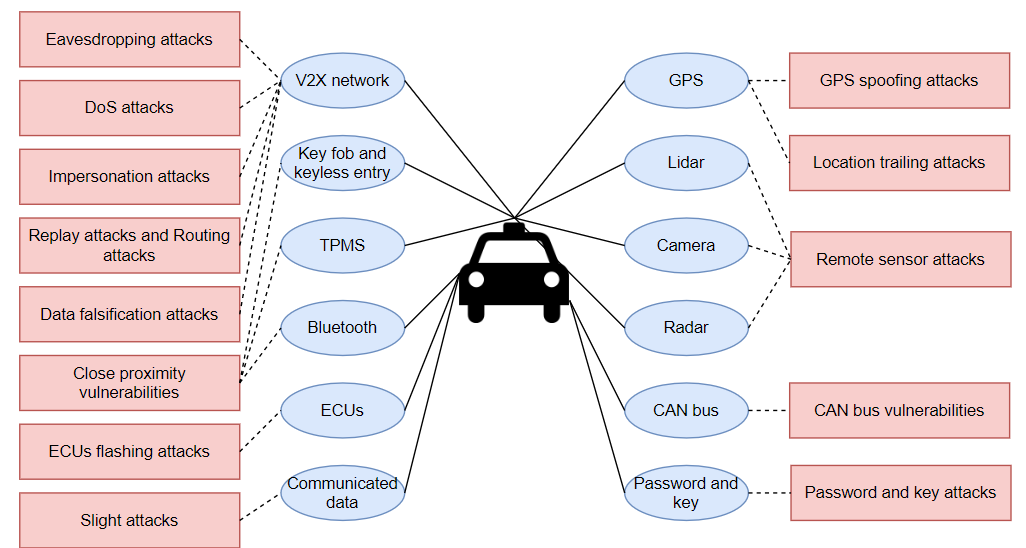 Eavesdropping attacks
DoS attacks
Impersonation attacks
Replay attacks and Routing
attacks
Data falsification attacks
Close proximity
vulnerabilities
ECUs flashing attacks
Slight attacks
V2X network
Key fob and
keyless entry
TPMS
Bluetooth
ECUs
Communicated
data
GPS
Lidar
Camera
Radar
CAN bus
Password and
key
GPS spoofing attacks
Location trailing attacks
Remote sensor attacks
CAN bus vulnerabilities
Password and key attacks